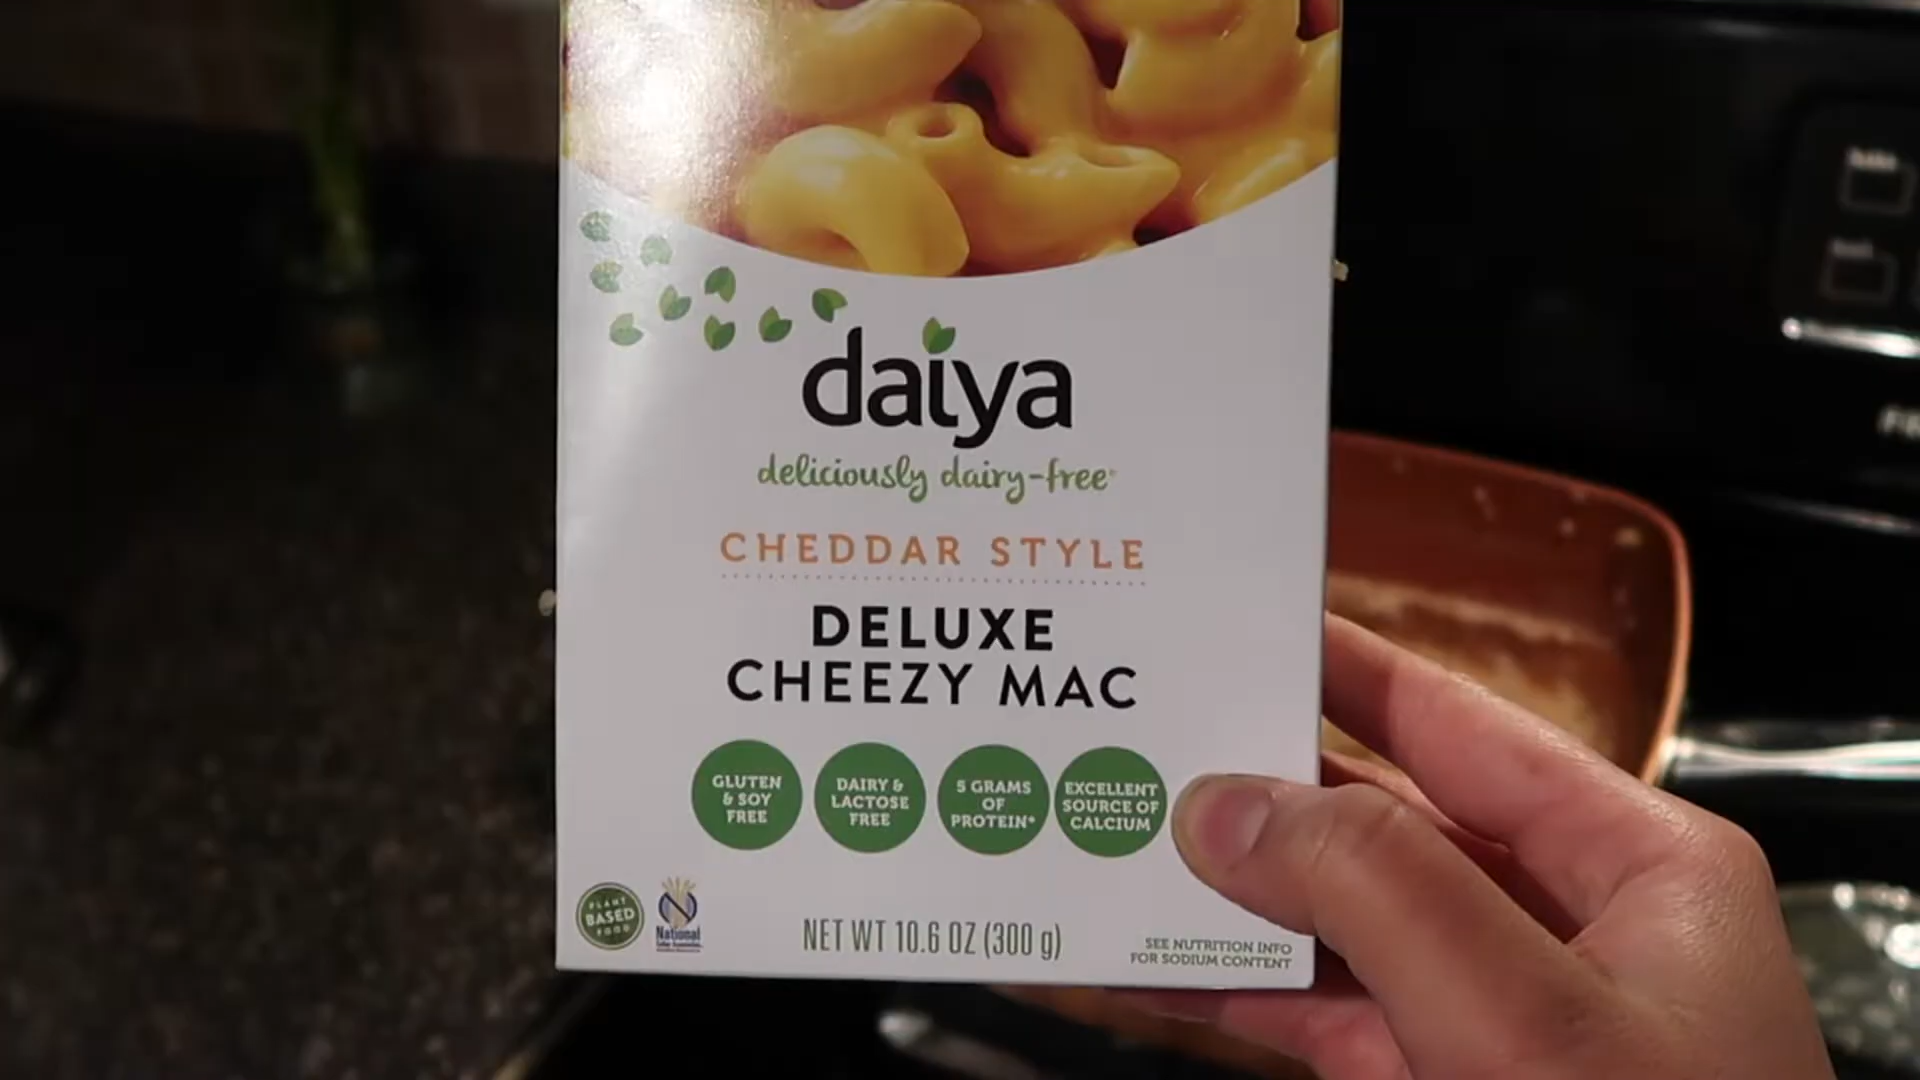 daiya
deliciously dairy-free
CHEDDAR STYLE
DELUXE
CHEEZY MAC
GLUTEN
& SOY
FREE
DAIRY &
LACTOSE
FREE
5 GRAMS
OF
PROTEIN*
EXCELLENT
SOURCE OF
CALCIUM
PLANT
BASED
FOOD
N
National
NET WT 10.6 OZ (300 g)
SEE NUTRITION INFO
FOR SODIUM CONTENT